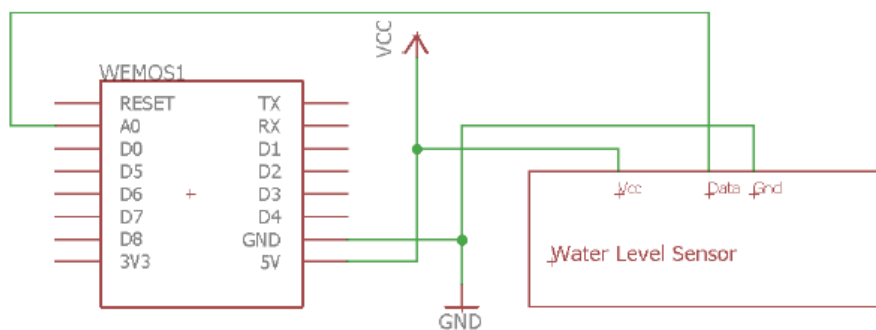 VCC
WEMOS1
RESET TX
A0 RX
D0 D1
D5 D2
D6 D3
D7 D4
D8 GND
3V3 5V
Vcc Data Gnd
Water Level Sensor
GND